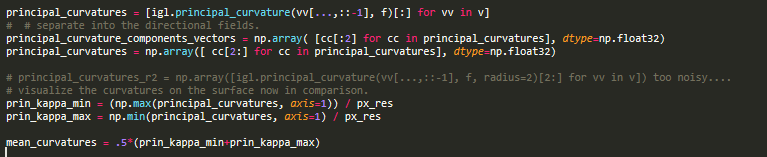 principal_curvatures = [igl.principal_curvature(vv[...,::-1], f)[:] for vv in v]
#  # separate into the directional fields.
principal_curvature_components_vectors = np.array( [cc[:2] for cc in principal_curvatures], dtype=np.float32)
principal_curvatures = np.array([ cc[2:] for cc in principal_curvatures], dtype=np.float32)

# principal_curvatures_r2 = np.array([igl.principal_curvature(vv[...,::-1], f, radius=2)[2:] for vv in v]) too noisy....
# visualize the curvatures on the surface now in comparison.
prin_kappa_min = (np.max(principal_curvatures, axis=1)) / px_res
prin_kappa_max = np.min(principal_curvatures, axis=1) / px_res

mean_curvatures = .5*(prin_kappa_min+prin_kappa_max)